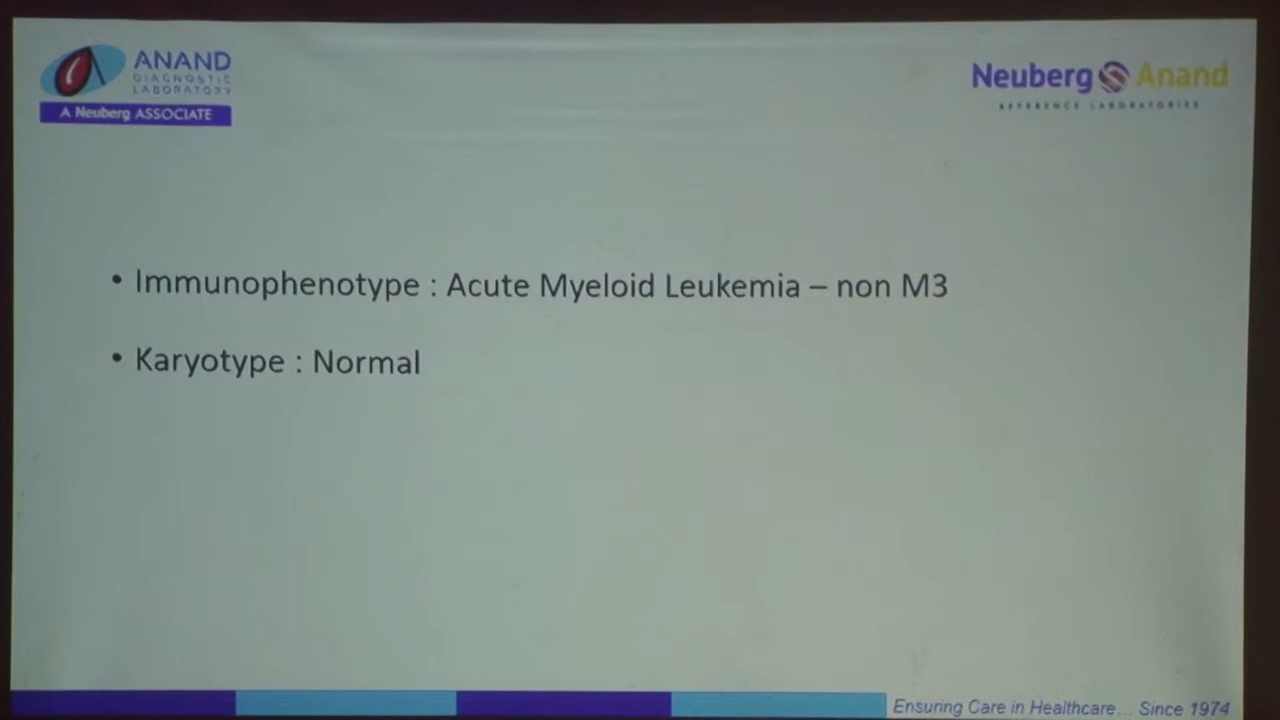 ANAND
DIAGNOSTIC
LABORATORY
A Neuberg ASSOCIATE
Neuberg Anand
REFERENCE LABORATORIES
• Immunophenotype : Acute Myeloid Leukemia – non M3
• Karyotype : Normal
Ensuring Care in Healthcare... Since 1974